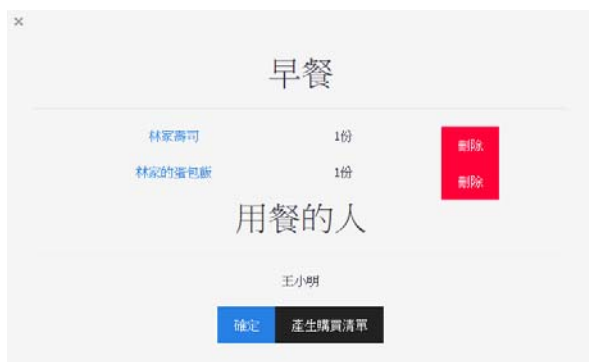 ×
早餐
林家壽司 1份 刪除
林家的蛋包飯 1份 刪除
用餐的人
王小明
確定 產生購買清單